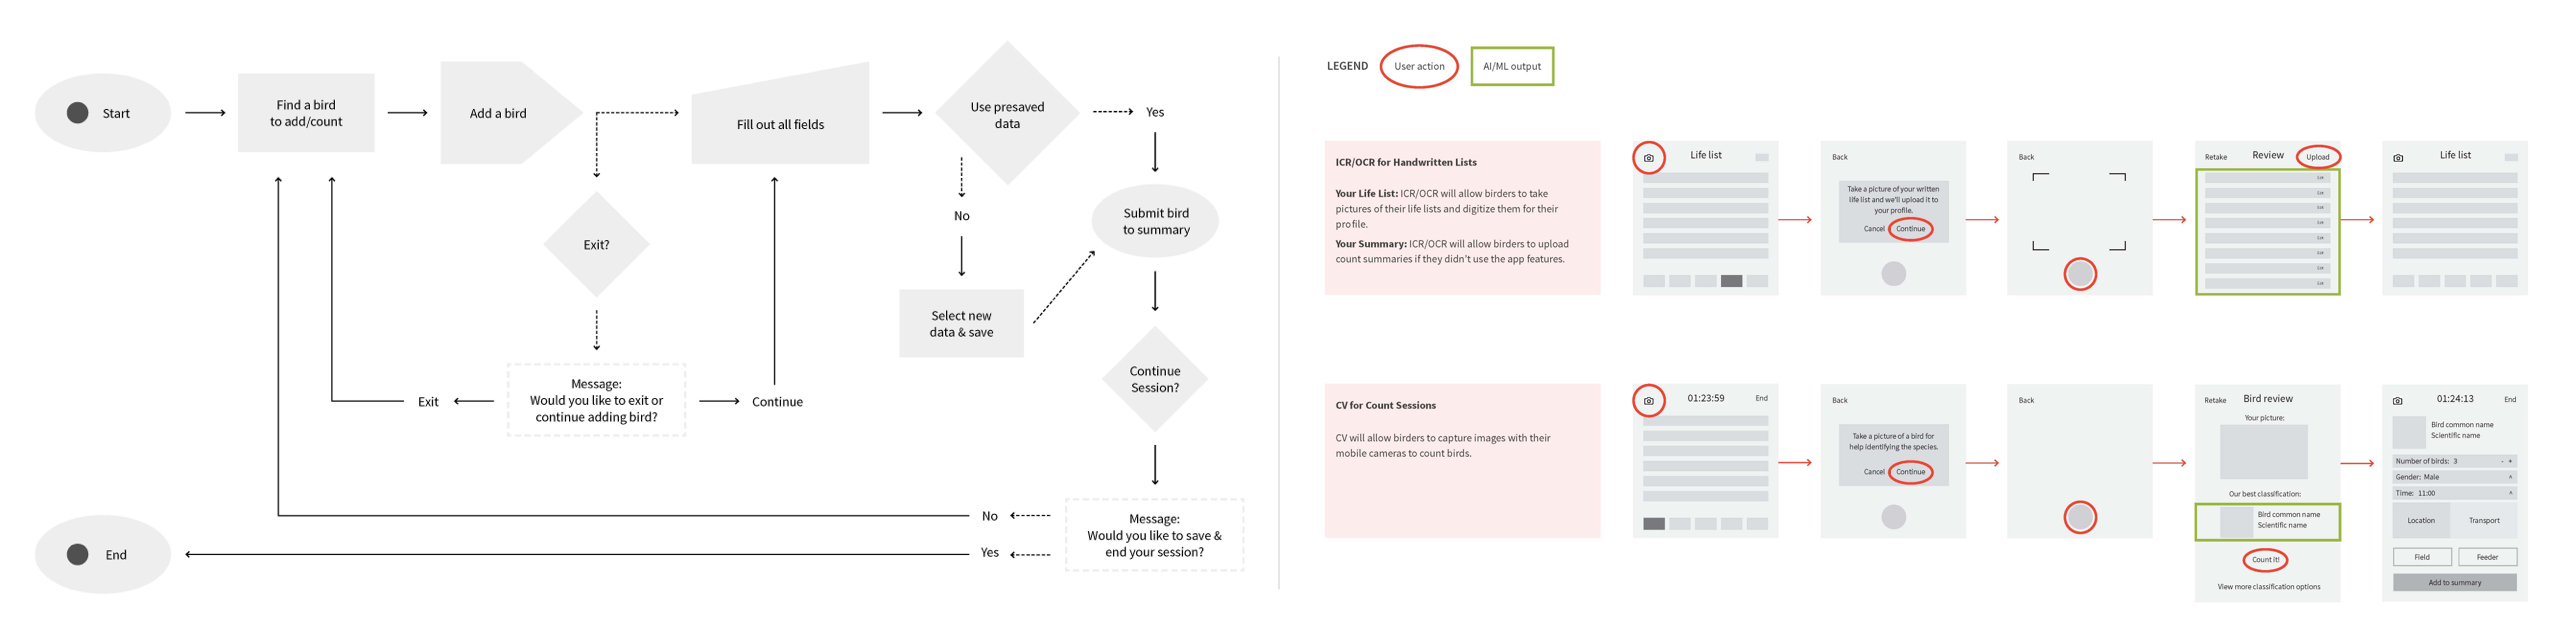 Start
Find a bird
to add/count
Add a bird
Fill out all fields
Use presaved
data
Yes
No
Exit?
Submit bird
to summary
Select new
data & save
Continue
Session?
Message:
Would you like to exit or
continue adding bird?
Exit
Continue
Message:
Would you like to save &
end your session?
No
Yes
End
LEGEND
User action
AI/ML output
ICR/OCR for Handwritten Lists
Your Life List: ICR/OCR will allow birders to take
pictures of their life lists and digitize them for their
profile.
Your Summary: ICR/OCR will allow birders to upload
count summaries if they didn't use the app features.
Life list
Back
Take a picture of your written
life list and we'll upload it to
your profile.
Cancel Continue
Back
Retake Review Upload
Edit
Edit
Edit
Edit
Edit
Edit
Edit
Edit
Life list
CV for Count Sessions
CV will allow birders to capture images with their
mobile cameras to count birds.
01:23:59 End
Back
Take a picture of a bird for
help identifying the species.
Cancel Continue
Back
Retake Bird review
Your picture:
Our best classification:
Bird common name
Scientific name
Count it!
View more classification options
01:24:13 End
Bird common name
Scientific name
Number of birds: 3 - +
Gender: Male ^
Time: 11:00 ^
Location Transport
Field Feeder
Add to summary